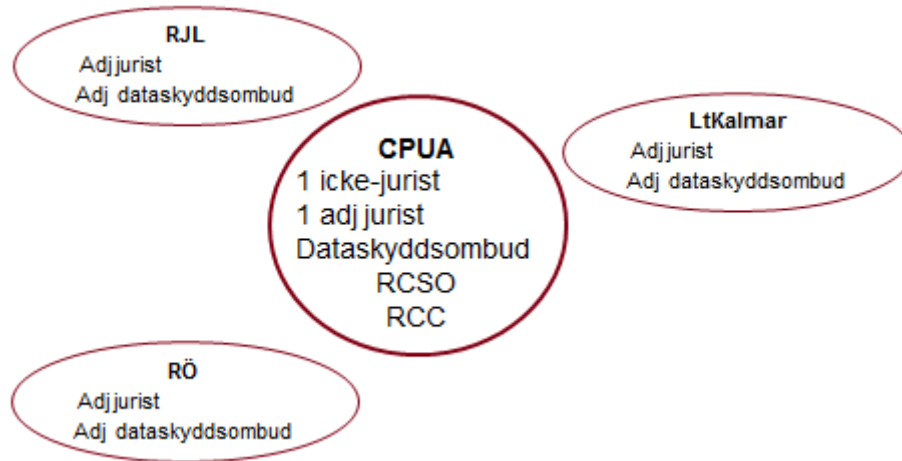 RJL
Adj jurist
Adj dataskyddsombud
CPUA
1 icke-jurist
1 adj jurist
Dataskyddsombud
RCSO
RCC
LtKalmar
Adj jurist
Adj dataskyddsombud
RÖ
Adj jurist
Adj dataskyddsombud